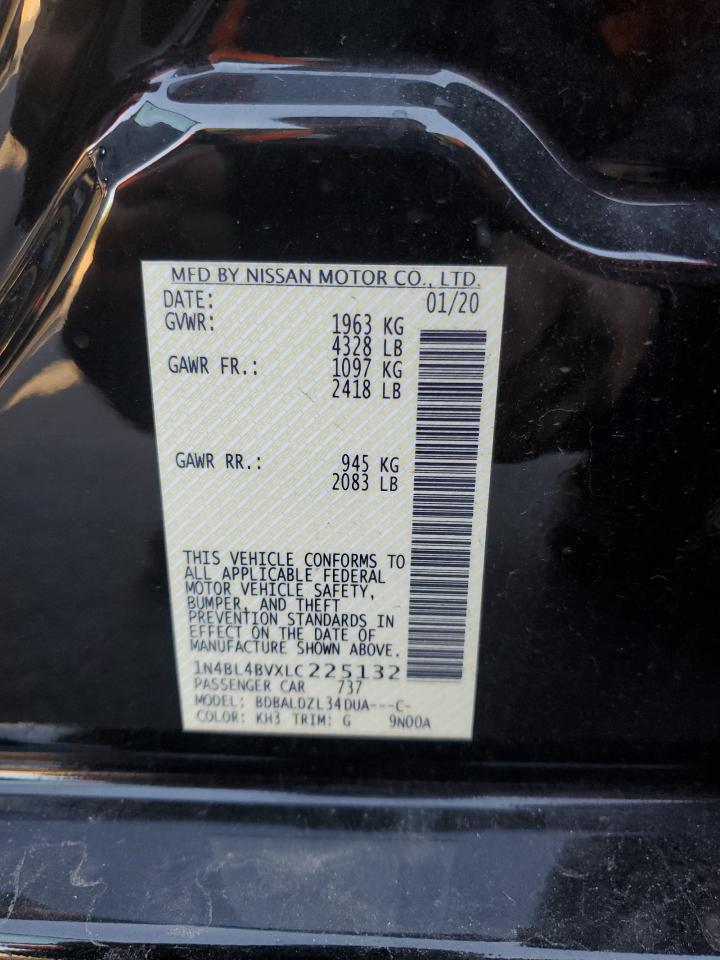 MFD BY NISSAN MOTOR CO., LTD.
DATE: 01/20
GVWR: 1963 KG
4328 LB
GAWR FR.: 1097 KG
2418 LB
GAWR RR.: 945 KG
2083 LB
THIS VEHICLE CONFORMS TO
ALL APPLICABLE FEDERAL
MOTOR VEHICLE SAFETY,
BUMPER, AND THEFT
PREVENTION STANDARDS IN
EFFECT ON THE DATE OF
MANUFACTURE SHOWN ABOVE.
1N4BL4BVXLC225132
PASSENGER CAR 737
MODEL: BDBALDZL34DUA---C-
COLOR: KH3 TRIM: G 9N00A